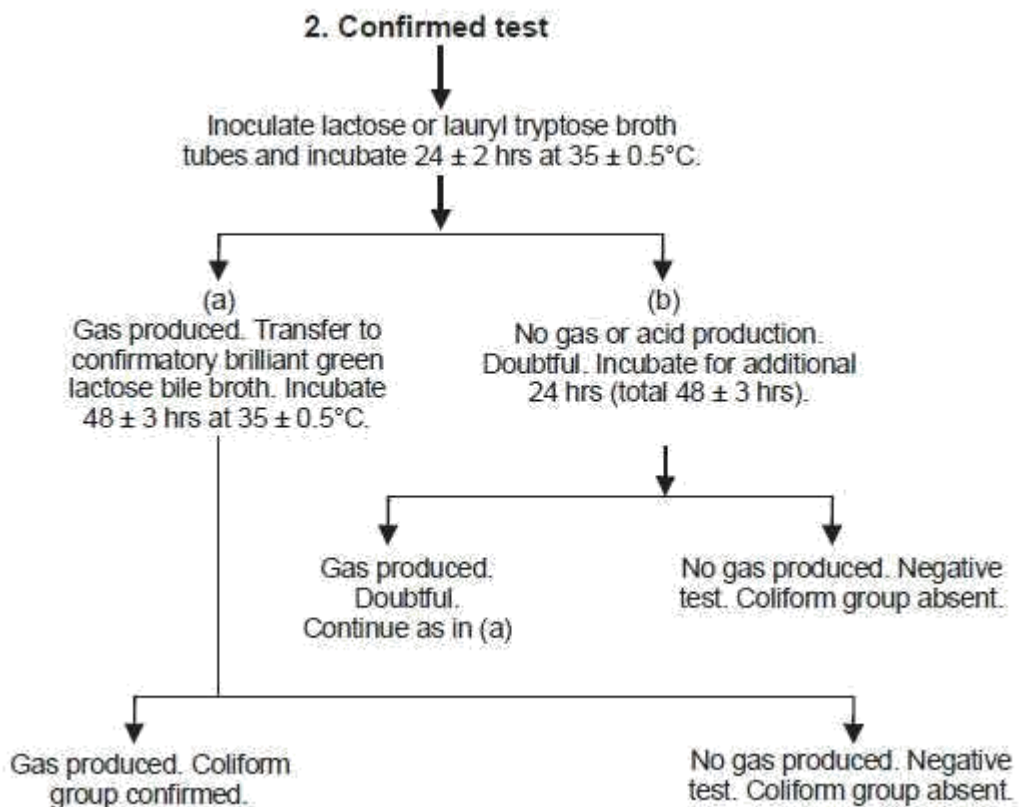 2. Confirmed test
Inoculate lactose or lauryl tryptose broth
tubes and incubate 24 ± 2 hrs at 35 ± 0.5°C.
(a)
Gas produced. Transfer to
confirmatory brilliant green
lactose bile broth. Incubate
48 ± 3 hrs at 35 ± 0.5°C.
(b)
No gas or acid production.
Doubtful. Incubate for additional
24 hrs (total 48 ± 3 hrs).
Gas produced.
Doubtful.
Continue as in (a)
No gas produced. Negative
test. Coliform group absent.
Gas produced. Coliform
group confirmed.
No gas produced. Negative
test. Coliform group absent.